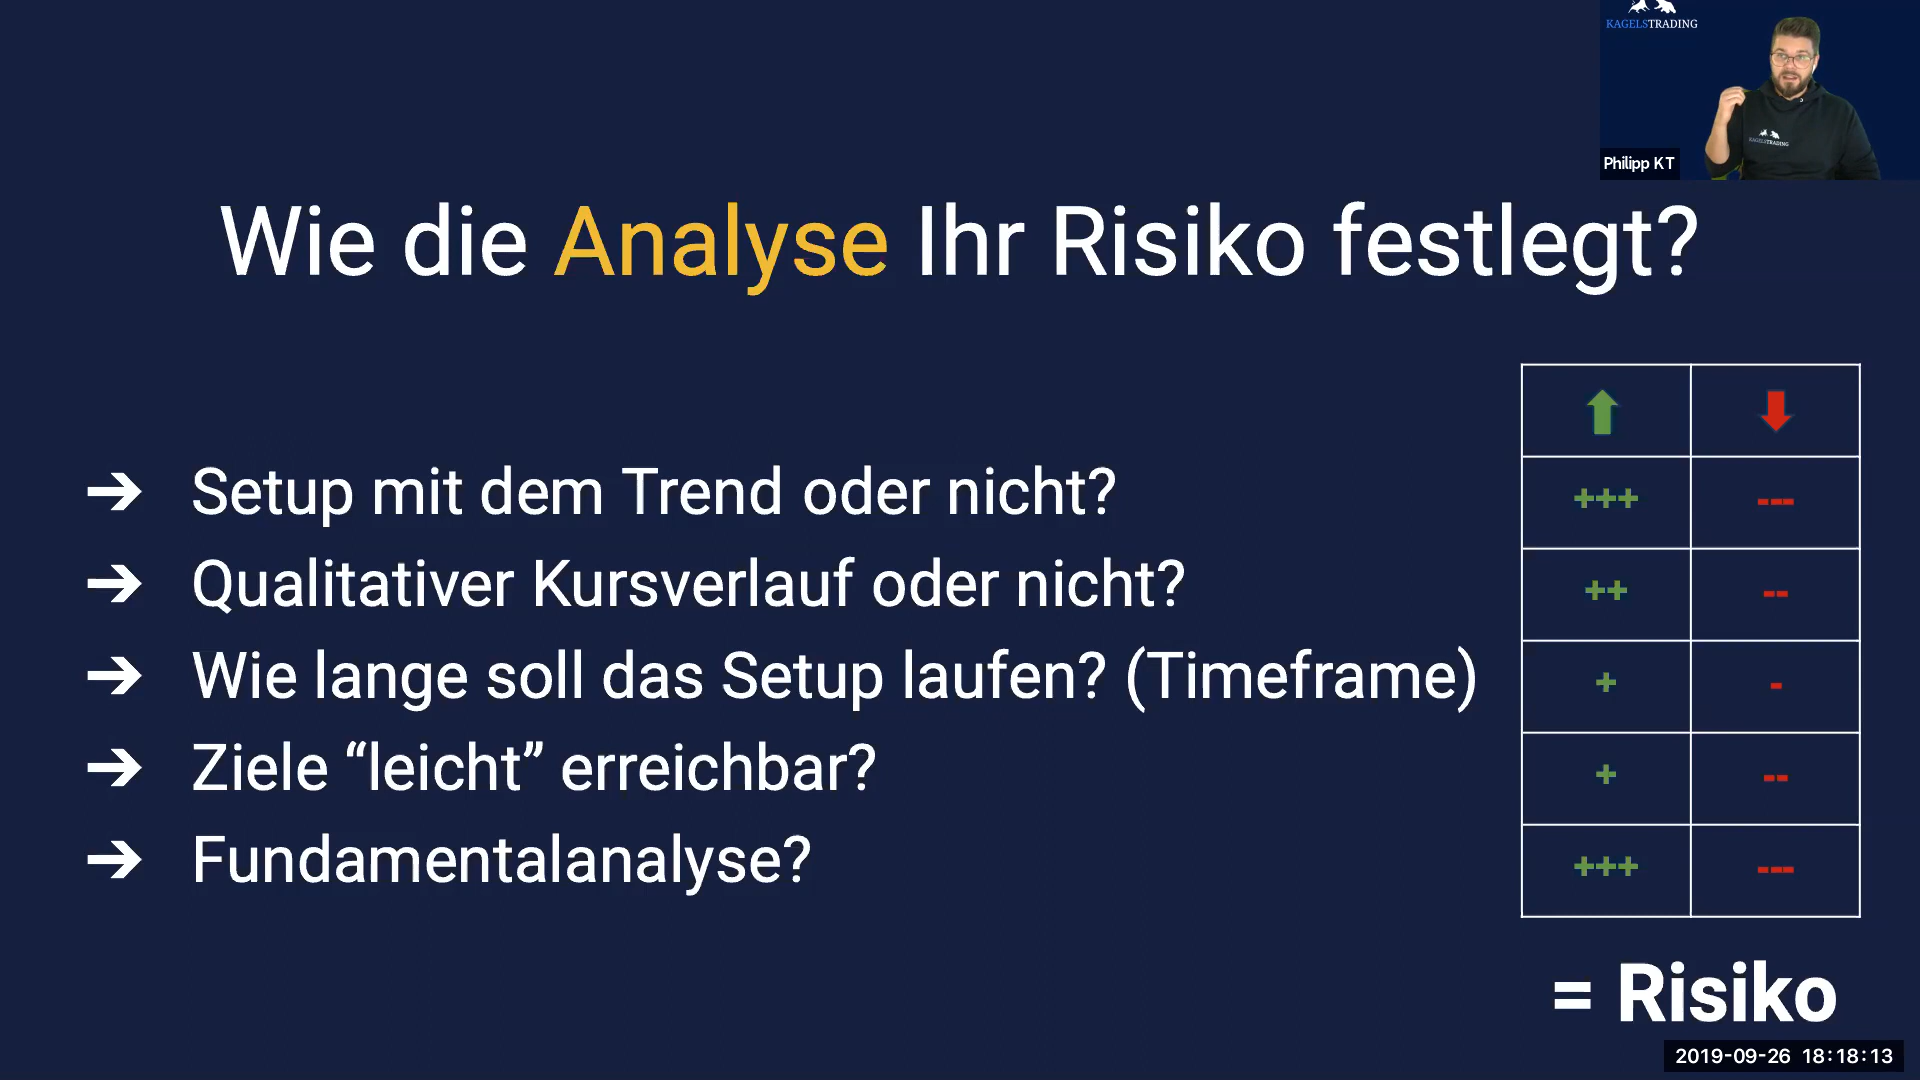 KAGELSTRADING
KAGELSTRADING
Philipp KT
Wie die Analyse Ihr Risiko festlegt?
➔ Setup mit dem Trend oder nicht?
+++ ---
➔ Qualitativer Kursverlauf oder nicht?
++ --
➔ Wie lange soll das Setup laufen? (Timeframe)
+ -
➔ Ziele “leicht” erreichbar?
+ --
➔ Fundamentalanalyse?
+++ ---
= Risiko
2019-09-26 18:18:13